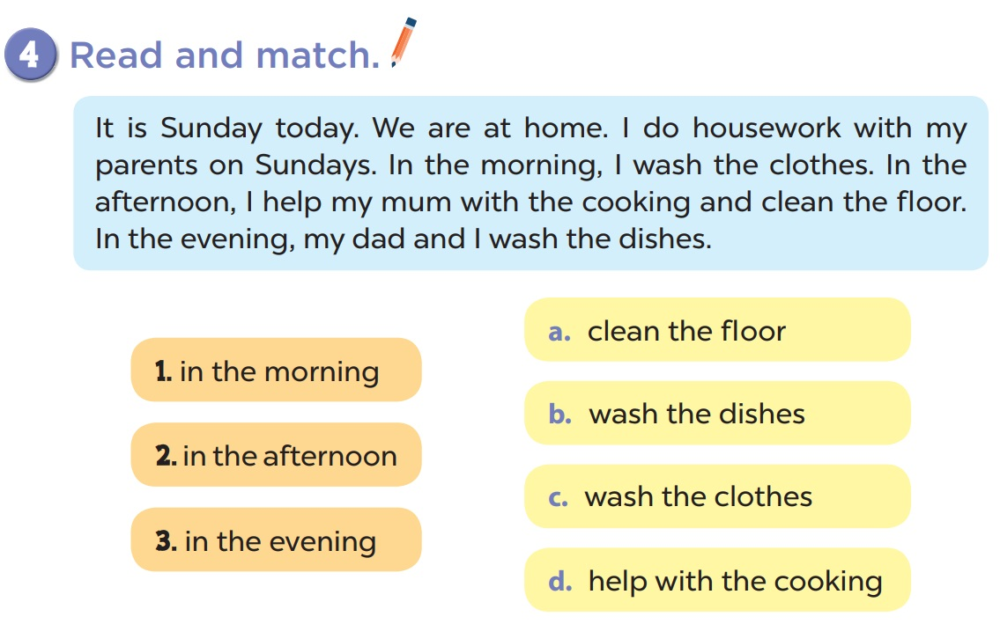 4 Read and match.
It is Sunday today. We are at home. I do housework with my
parents on Sundays. In the morning, I wash the clothes. In the
afternoon, I help my mum with the cooking and clean the floor.
In the evening, my dad and I wash the dishes.
1. in the morning
2. in the afternoon
3. in the evening
a. clean the floor
b. wash the dishes
c. wash the clothes
d. help with the cooking